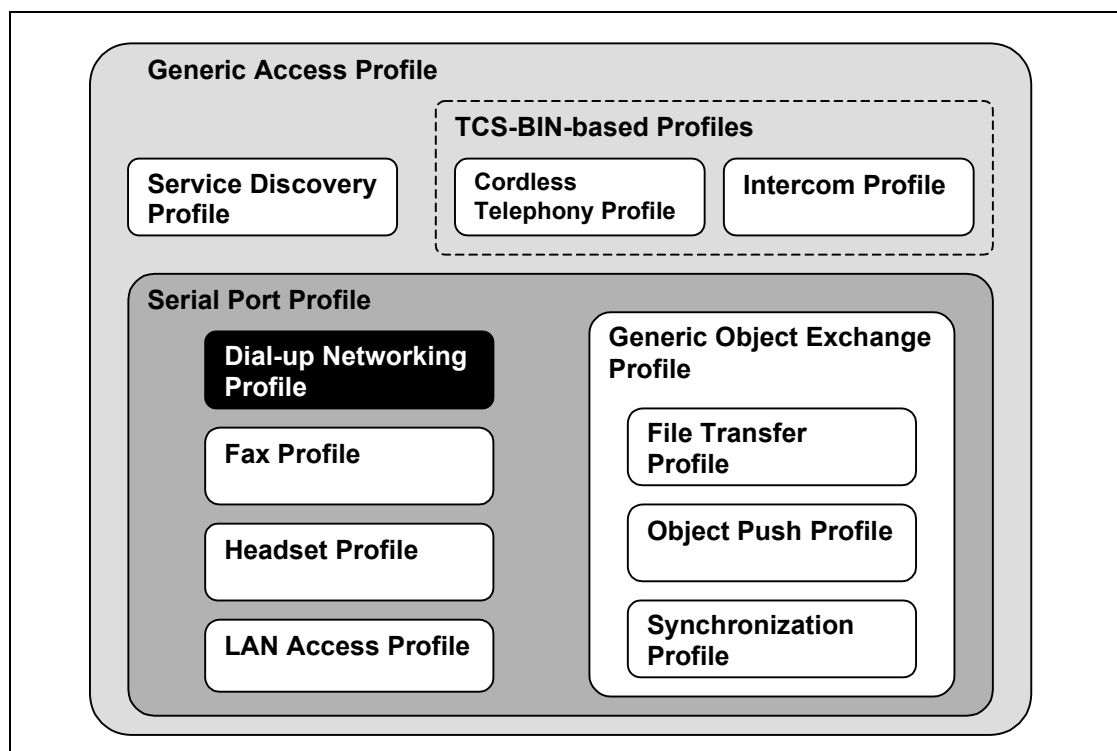 Generic Access Profile
TCS-BIN-based Profiles
Service Discovery
Profile
Cordless
Telephony Profile
Intercom Profile
Serial Port Profile
Dial-up Networking
Profile
Fax Profile
Headset Profile
LAN Access Profile
Generic Object Exchange
Profile
File Transfer
Profile
Object Push Profile
Synchronization
Profile